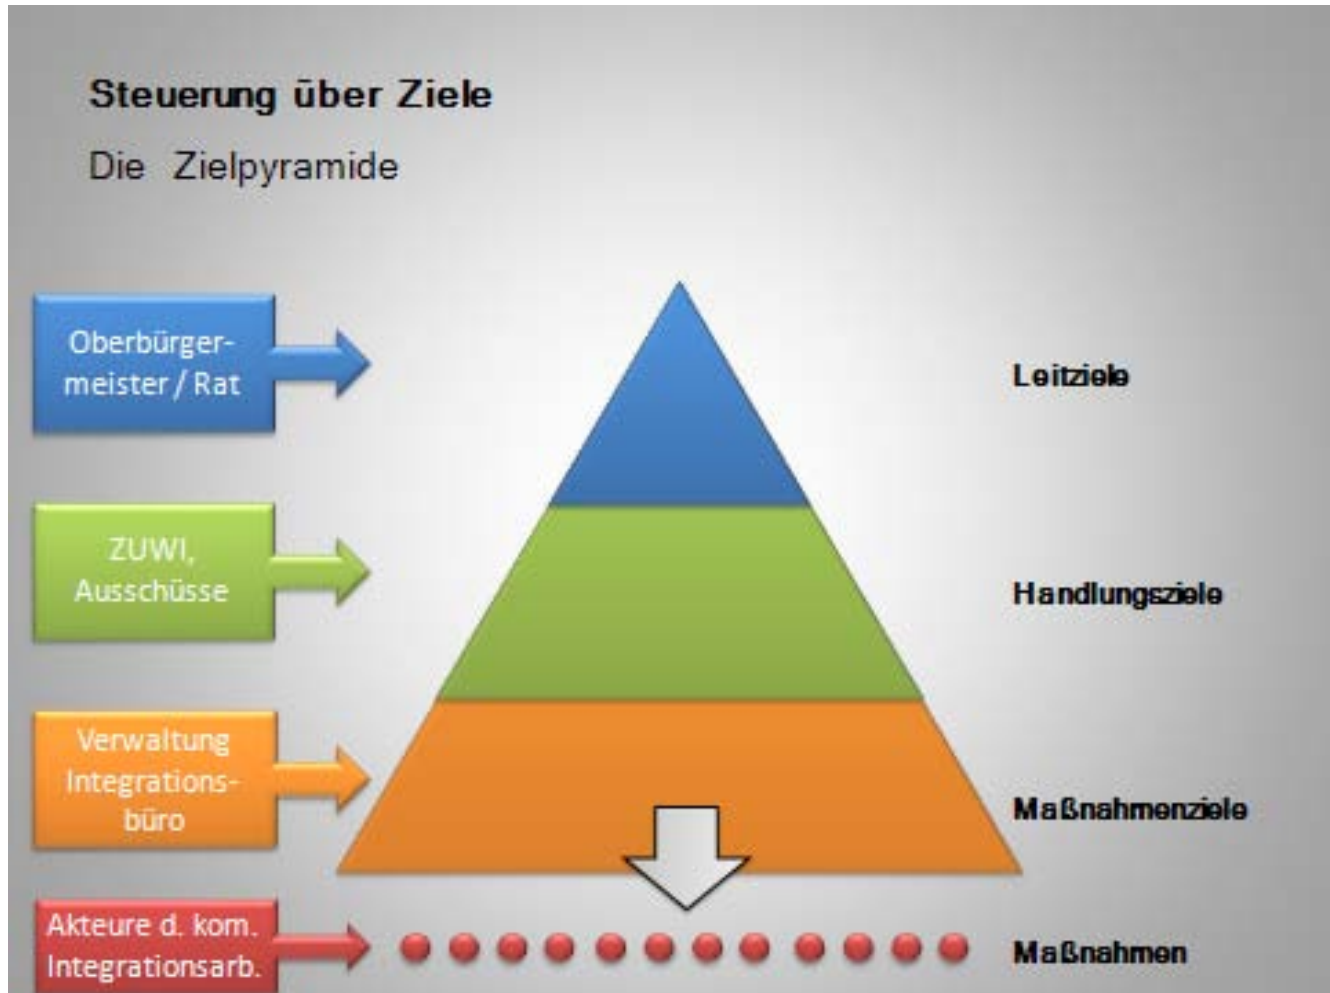 Steuerung über Ziele
Die Zielpyramide
Oberbürger-
meister / Rat
Leitziele
ZUWI,
Ausschüsse
Handlungsziele
Verwaltung
Integrations-
büro
Maßnahmenziele
Akteure d. kom.
Integrationsarb.
Maßnahmen